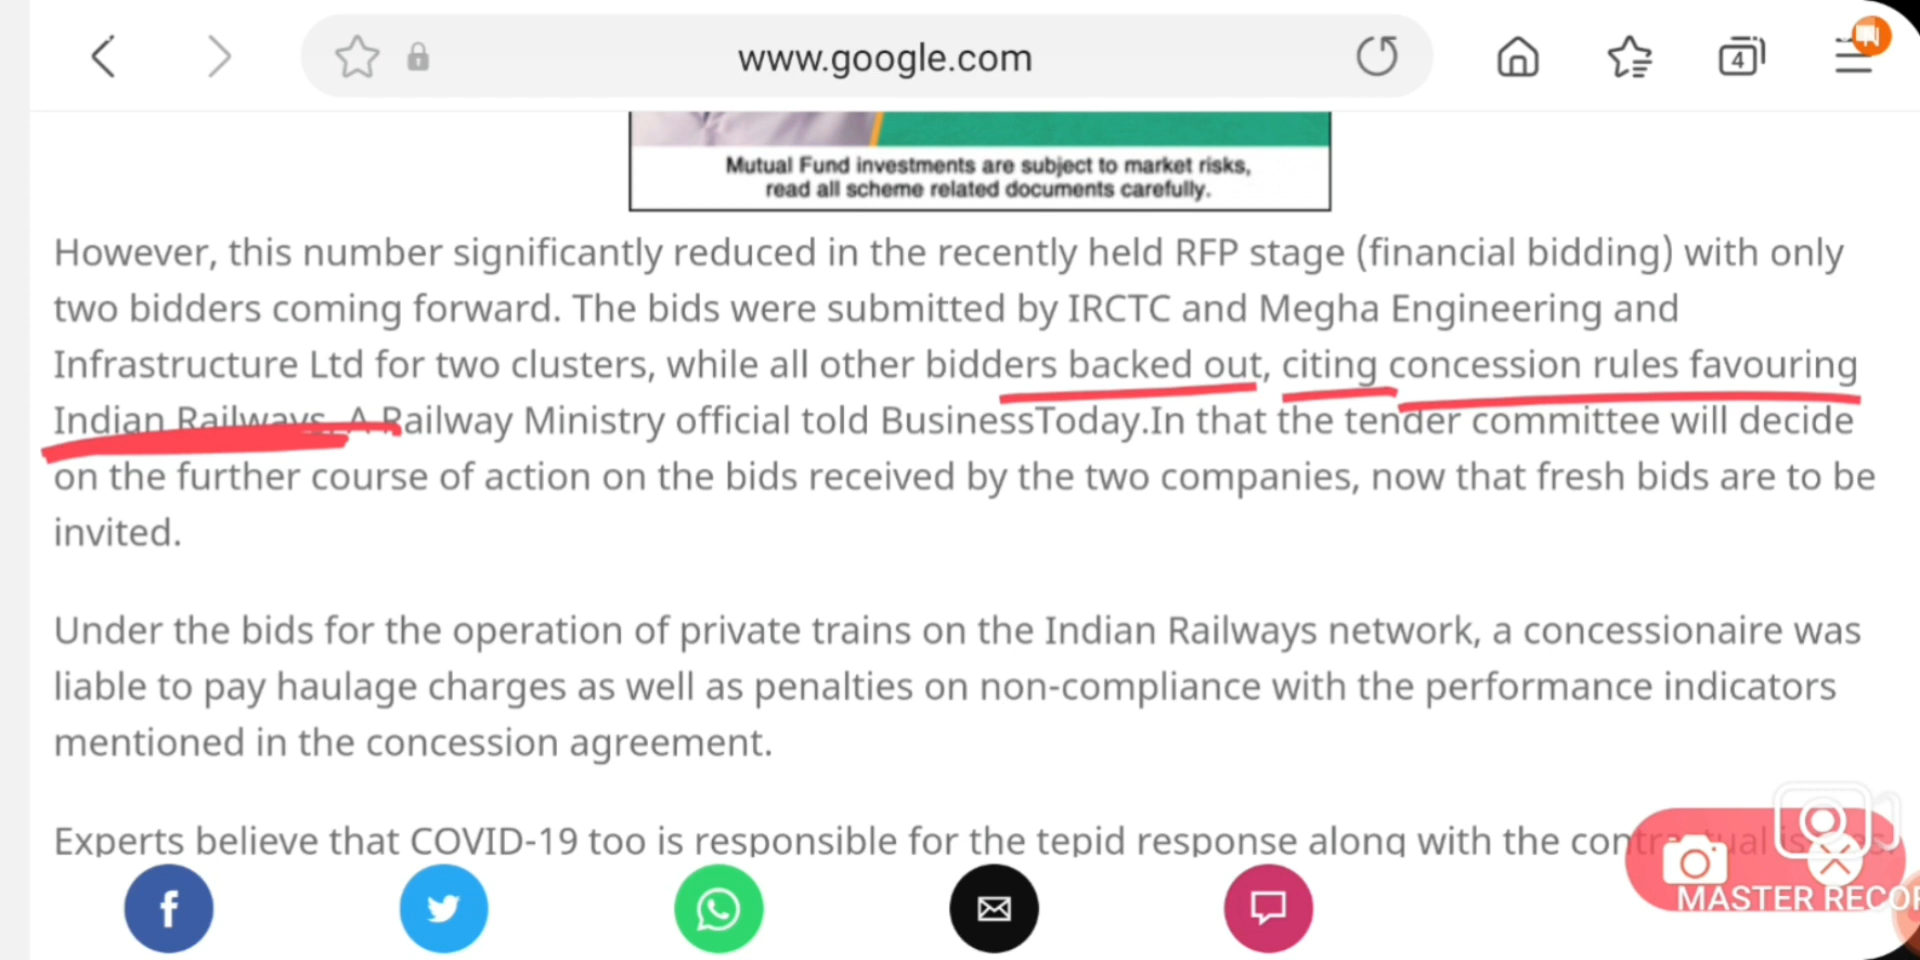 www.google.com
4
Mutual Fund investments are subject to market risks,
read all scheme related documents carefully.
However, this number significantly reduced in the recently held RFP stage (financial bidding) with only
two bidders coming forward. The bids were submitted by IRCTC and Megha Engineering and
Infrastructure Ltd for two clusters, while all other bidders backed out, citing concession rules favouring
Indian Railways. A Railway Ministry official told BusinessToday.In that the tender committee will decide
on the further course of action on the bids received by the two companies, now that fresh bids are to be
invited.
Under the bids for the operation of private trains on the Indian Railways network, a concessionaire was
liable to pay haulage charges as well as penalties on non-compliance with the performance indicators
mentioned in the concession agreement.
Experts believe that COVID-19 too is responsible for the tepid response along with the contractual issues.
MASTER RECOR